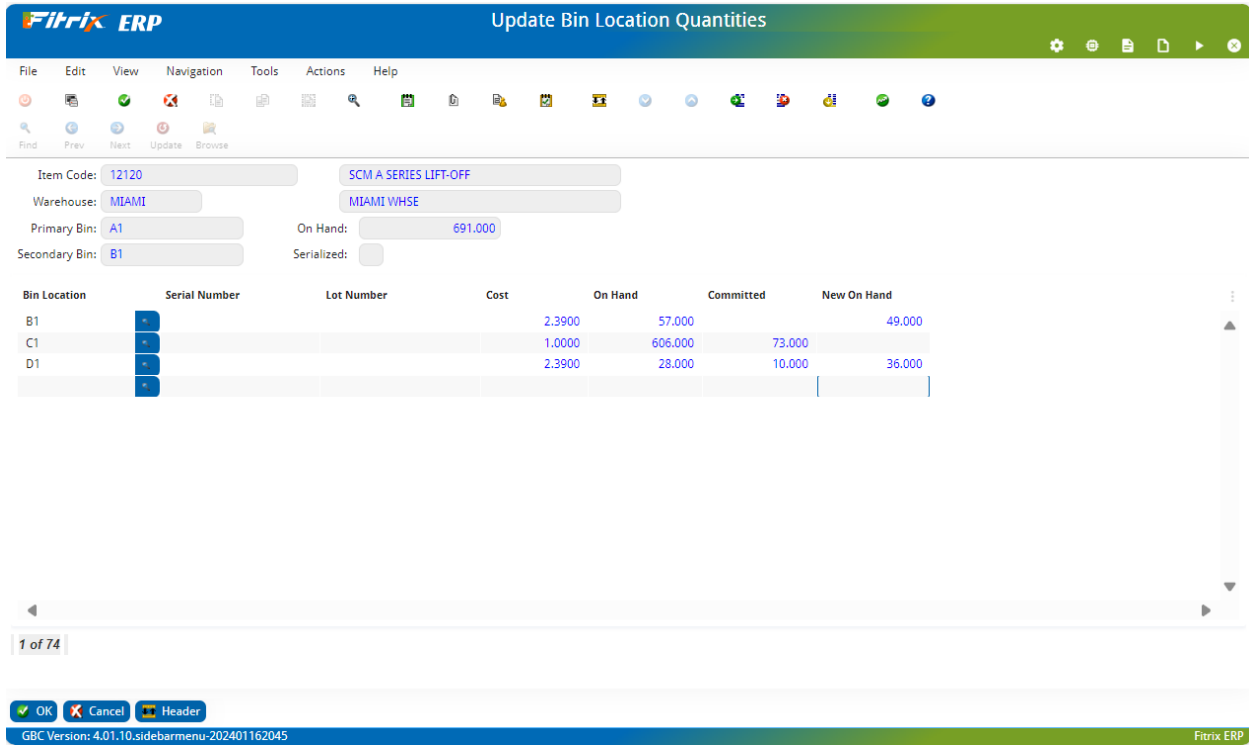 Fitrix ERP
Update Bin Location Quantities
File Edit View Navigation Tools Actions Help
Find Prev Next Update Browse
Item Code: 12120 SCM A SERIES LIFT-OFF
Warehouse: MIAMI MIAMI WHSE
Primary Bin: A1 On Hand: 691.000
Secondary Bin: B1 Serialized:
Bin Location Serial Number Lot Number Cost On Hand Committed New On Hand
B1 2.3900 57.000 49.000
C1 1.0000 606.000 73.000
D1 2.3900 28.000 10.000 36.000
1 of 74
OK Cancel Header
GBC Version: 4.01.10.sidebarmenu-202401162045 Fitrix ERP